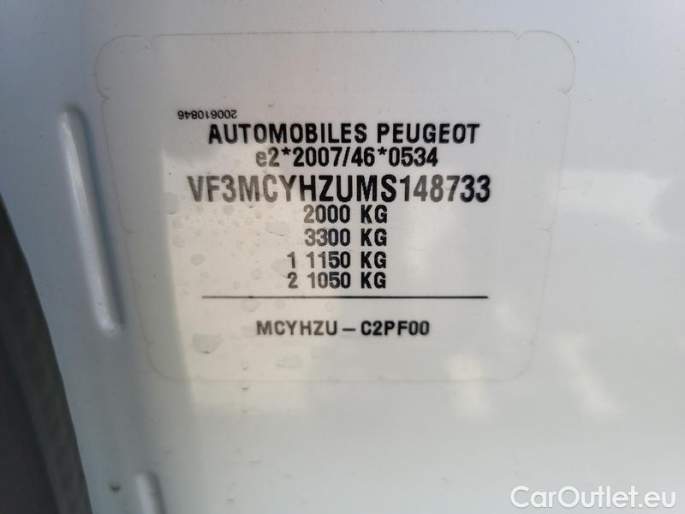 200610846
AUTOMOBILES PEUGEOT
e2*2007/46*0534
VF3MCYHZUMS148733
2000 KG
3300 KG
1 1150 KG
2 1050 KG
MCYHZU-C2PF00
CarOutlet.eu